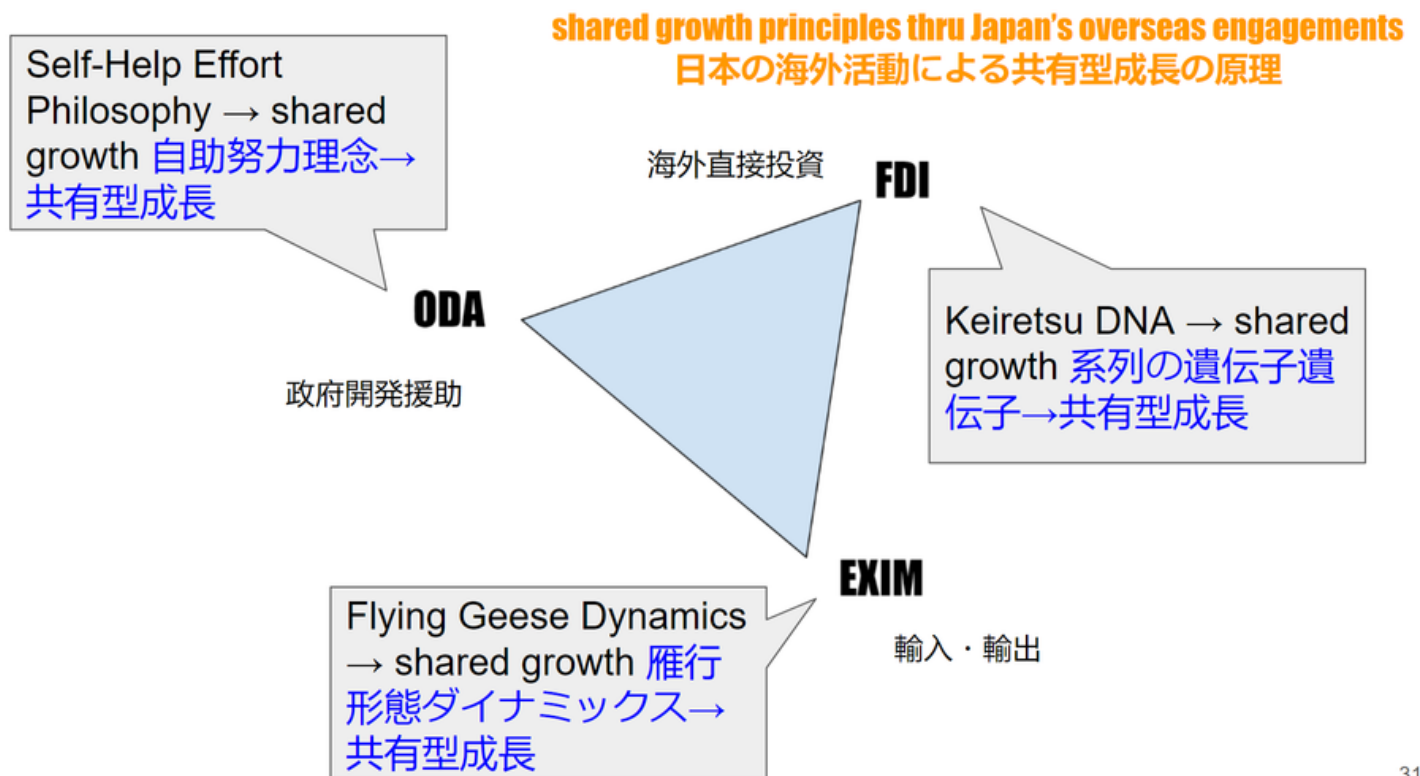 shared growth principles thru Japan's overseas engagements
日本の海外活動による共有型成長の原理
Self-Help Effort
Philosophy → shared
growth 自助努力理念→
共有型成長
海外直接投資
FDI
ODA
政府開発援助
Keiretsu DNA → shared
growth 系列の遺伝子遺
伝子→共有型成長
EXIM
輸入・輸出
Flying Geese Dynamics
→ shared growth 雁行
形態ダイナミックス→
共有型成長
31